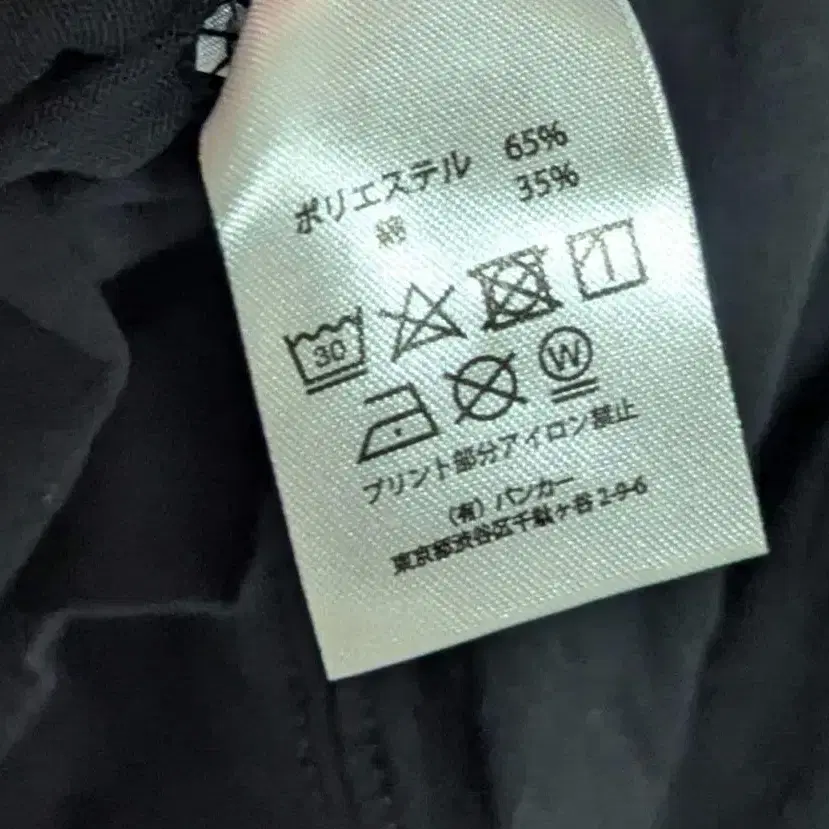 ポリエステル 65%
綿 35%
30
W
プリント部分アイロン禁止
(有) バンカー
東京都渋谷区千駄ヶ谷 2-9-6